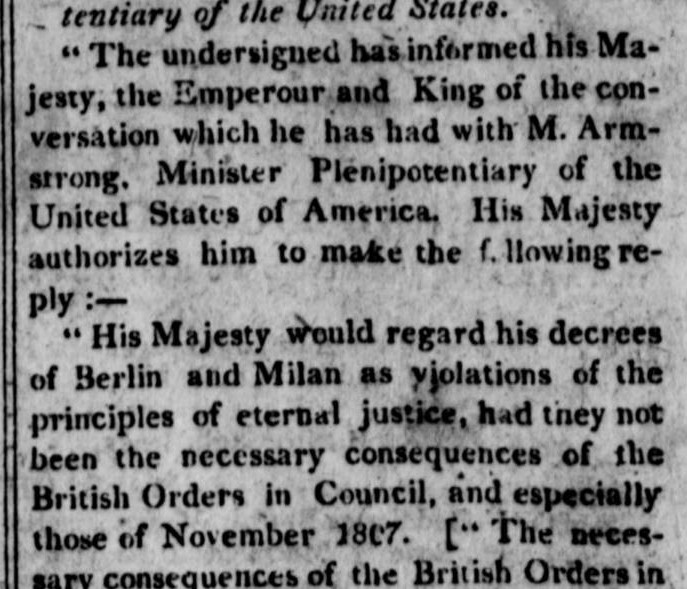 tentiary of the United States.
“ The undersigned has informed his Ma-
jesty, the Emperour and King of the con-
versation which he has had with M. Arm-
strong, Minister Plenipotentiary of the
United States of America. His Majesty
authorizes him to make the f. llowing re-
ply :—
“ His Majesty would regard his decrees
of Berlin and Milan as violations of the
principles of eternal justice, had they not
been the necessary consequences of the
British Orders in Council, and especially
those of November 1807. [“ The neces-
sary consequences of the British Orders in